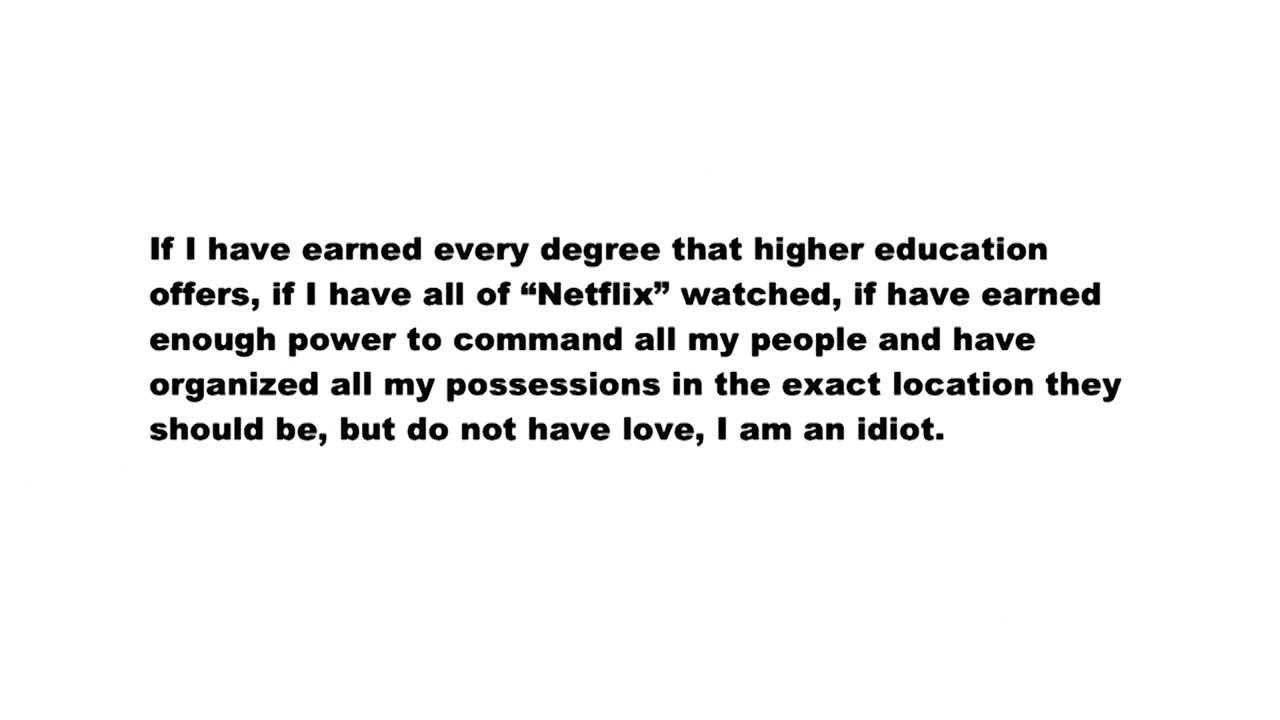 If I have earned every degree that higher education
offers, if I have all of “Netflix” watched, if have earned
enough power to command all my people and have
organized all my possessions in the exact location they
should be, but do not have love, I am an idiot.